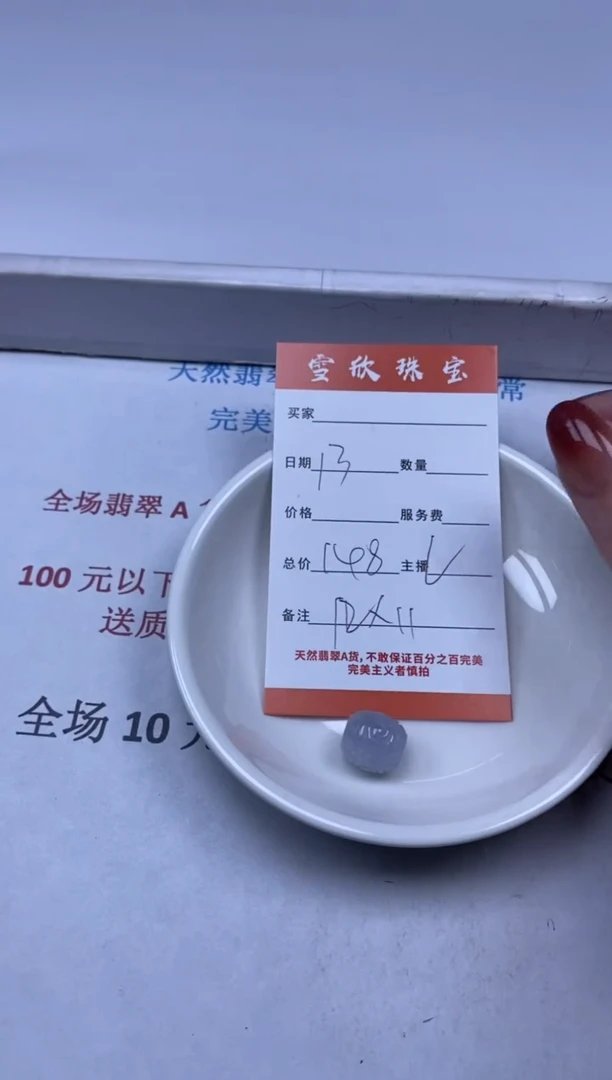 天然翡
常
完美
全场翡翠 A
100 元以下
送质
全场 10
雪欣珠宝
买家
日期 13 数量
价格 服务费
总价 148 主播
备注 12×11
天然翡翠A货,不敢保证百分之百完美
完美主义者慎拍